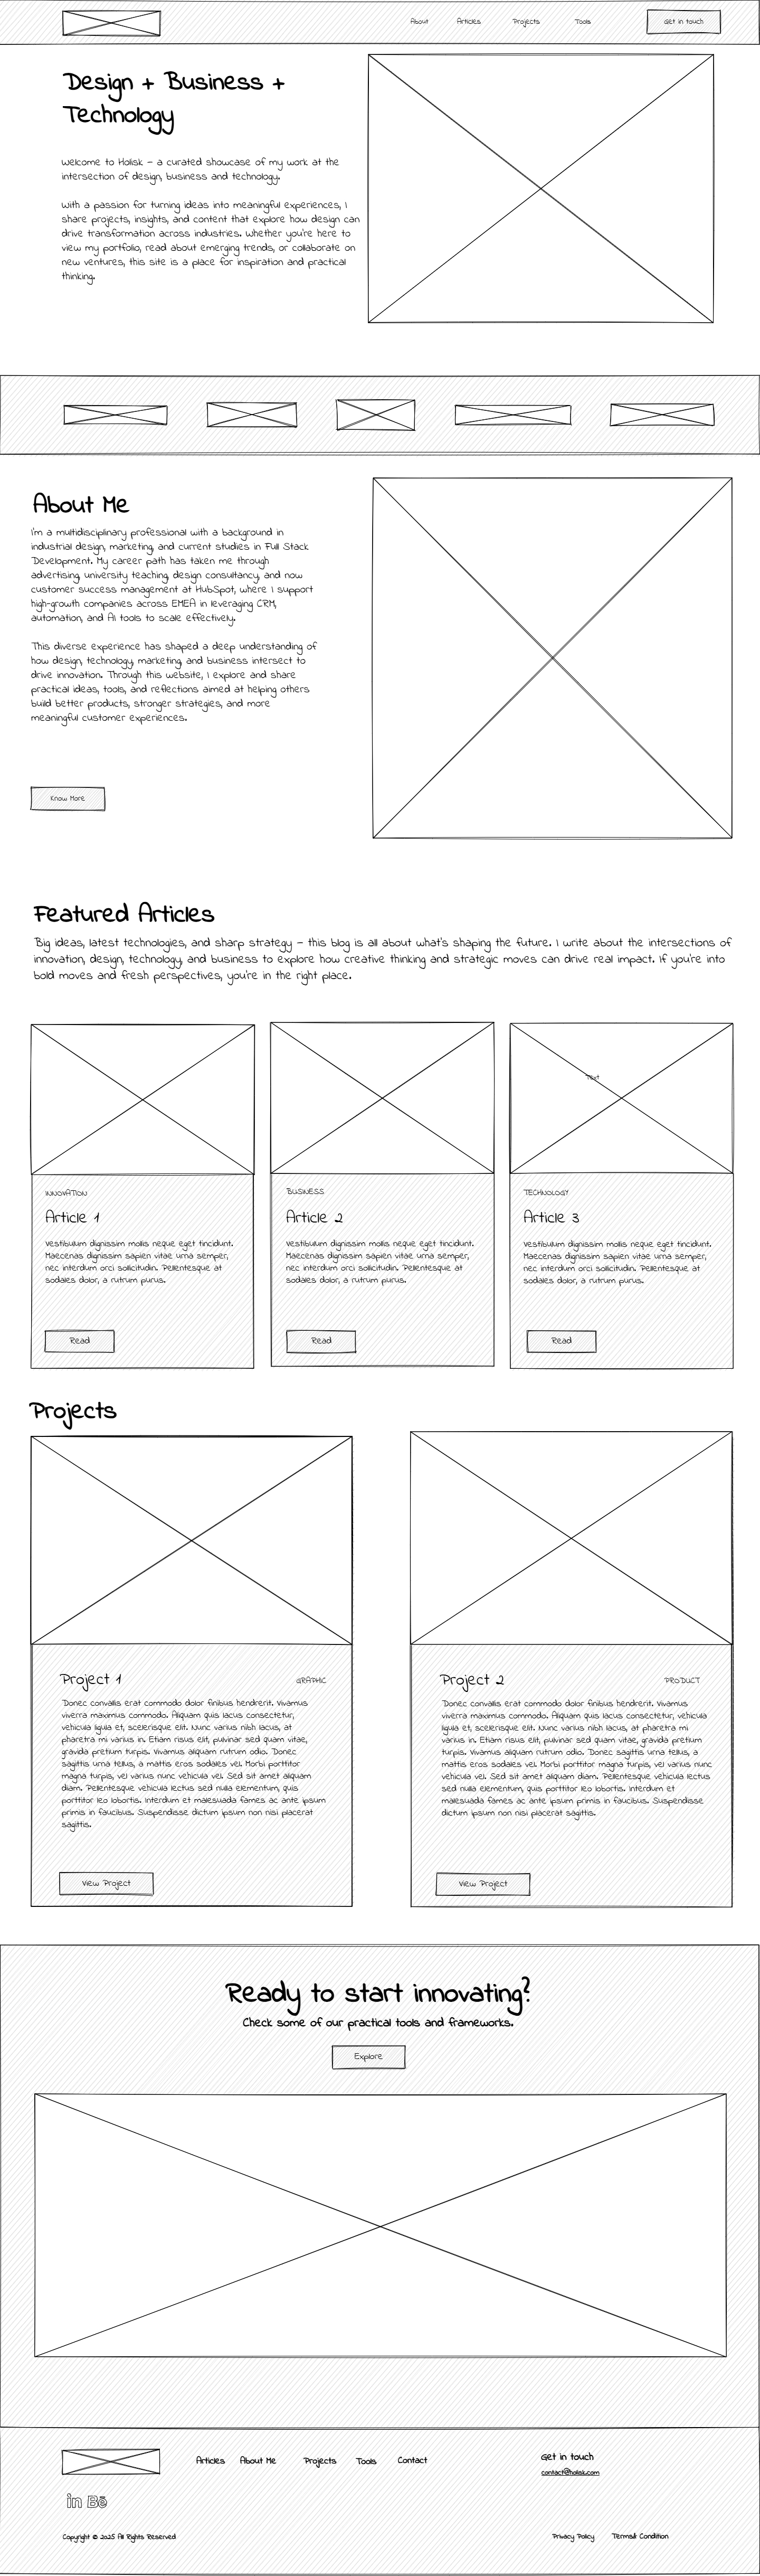 About Articles Projects Tools Get in touch
Design + Business +
Technology
Welcome to Holisk – a curated showcase of my work at the
intersection of design, business and technology.
With a passion for turning ideas into meaningful experiences, I
share projects, insights, and content that explore how design can
drive transformation across industries. Whether you're here to
view my portfolio, read about emerging trends, or collaborate on
new ventures, this site is a place for inspiration and practical
thinking.
About Me
I'm a multidisciplinary professional with a background in
industrial design, marketing, and current studies in Full Stack
Development. My career path has taken me through
advertising, university teaching, design consultancy, and now
customer success management at HubSpot, where I support
high-growth companies across EMEA in leveraging CRM,
automation, and AI tools to scale effectively.
This diverse experience has shaped a deep understanding of
how design, technology, marketing, and business intersect to
drive innovation. Through this website, I explore and share
practical ideas, tools, and reflections aimed at helping others
build better products, stronger strategies, and more
meaningful customer experiences.
Know More
Featured Articles
Big ideas, latest technologies, and sharp strategy – this blog is all about what's shaping the future. I write about the intersections of
innovation, design, technology, and business to explore how creative thinking and strategic moves can drive real impact. If you're into
bold moves and fresh perspectives, you're in the right place.
Text
INNOVATION
Article 1
Vestibulum dignissim mollis neque eget tincidunt.
Maecenas dignissim sapien vitae urna semper,
nec interdum orci sollicitudin. Pellentesque at
sodales dolor, a rutrum purus.
Read
BUSINESS
Article 2
Vestibulum dignissim mollis neque eget tincidunt.
Maecenas dignissim sapien vitae urna semper,
nec interdum orci sollicitudin. Pellentesque at
sodales dolor, a rutrum purus.
Read
TECHNOLOGY
Article 3
Vestibulum dignissim mollis neque eget tincidunt.
Maecenas dignissim sapien vitae urna semper,
nec interdum orci sollicitudin. Pellentesque at
sodales dolor, a rutrum purus.
Read
Projects
Project 1 GRAPHIC
Donec convallis erat commodo dolor finibus hendrerit. Vivamus
viverra maximus commodo. Aliquam quis lacus consectetur,
vehicula ligula et, scelerisque elit. Nunc varius nibh lacus, at
pharetra mi varius in. Etiam risus elit, pulvinar sed quam vitae,
gravida pretium turpis. Vivamus aliquam rutrum odio. Donec
sagittis urna tellus, a mattis eros sodales vel. Morbi porttitor
magna turpis, vel varius nunc vehicula vel. Sed sit amet aliquam
diam. Pellentesque vehicula lectus sed nulla elementum, quis
porttitor leo lobortis. Interdum et malesuada fames ac ante ipsum
primis in faucibus. Suspendisse dictum ipsum non nisi placerat
sagittis.
View Project
Project 2 PRODUCT
Donec convallis erat commodo dolor finibus hendrerit. Vivamus
viverra maximus commodo. Aliquam quis lacus consectetur, vehicula
ligula et, scelerisque elit. Nunc varius nibh lacus, at pharetra mi
varius in. Etiam risus elit, pulvinar sed quam vitae, gravida pretium
turpis. Vivamus aliquam rutrum odio. Donec sagittis urna tellus, a
mattis eros sodales vel. Morbi porttitor magna turpis, vel varius nunc
vehicula vel. Sed sit amet aliquam diam. Pellentesque vehicula lectus
sed nulla elementum, quis porttitor leo lobortis. Interdum et
malesuada fames ac ante ipsum primis in faucibus. Suspendisse
dictum ipsum non nisi placerat sagittis.
View Project
Ready to start innovating?
Check some of our practical tools and frameworks.
Explore
Articles About Me Projects Tools Contact
Get in touch
contact@holisk.com
in Bē
Copyright © 2025 All Rights Reserved
Privacy Policy Terms& Condition